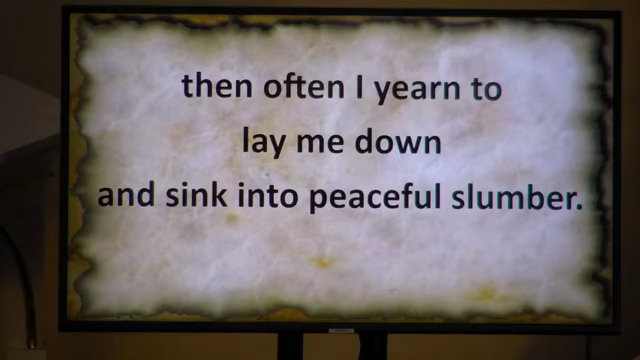 then often I yearn to
lay me down
and sink into peaceful slumber.